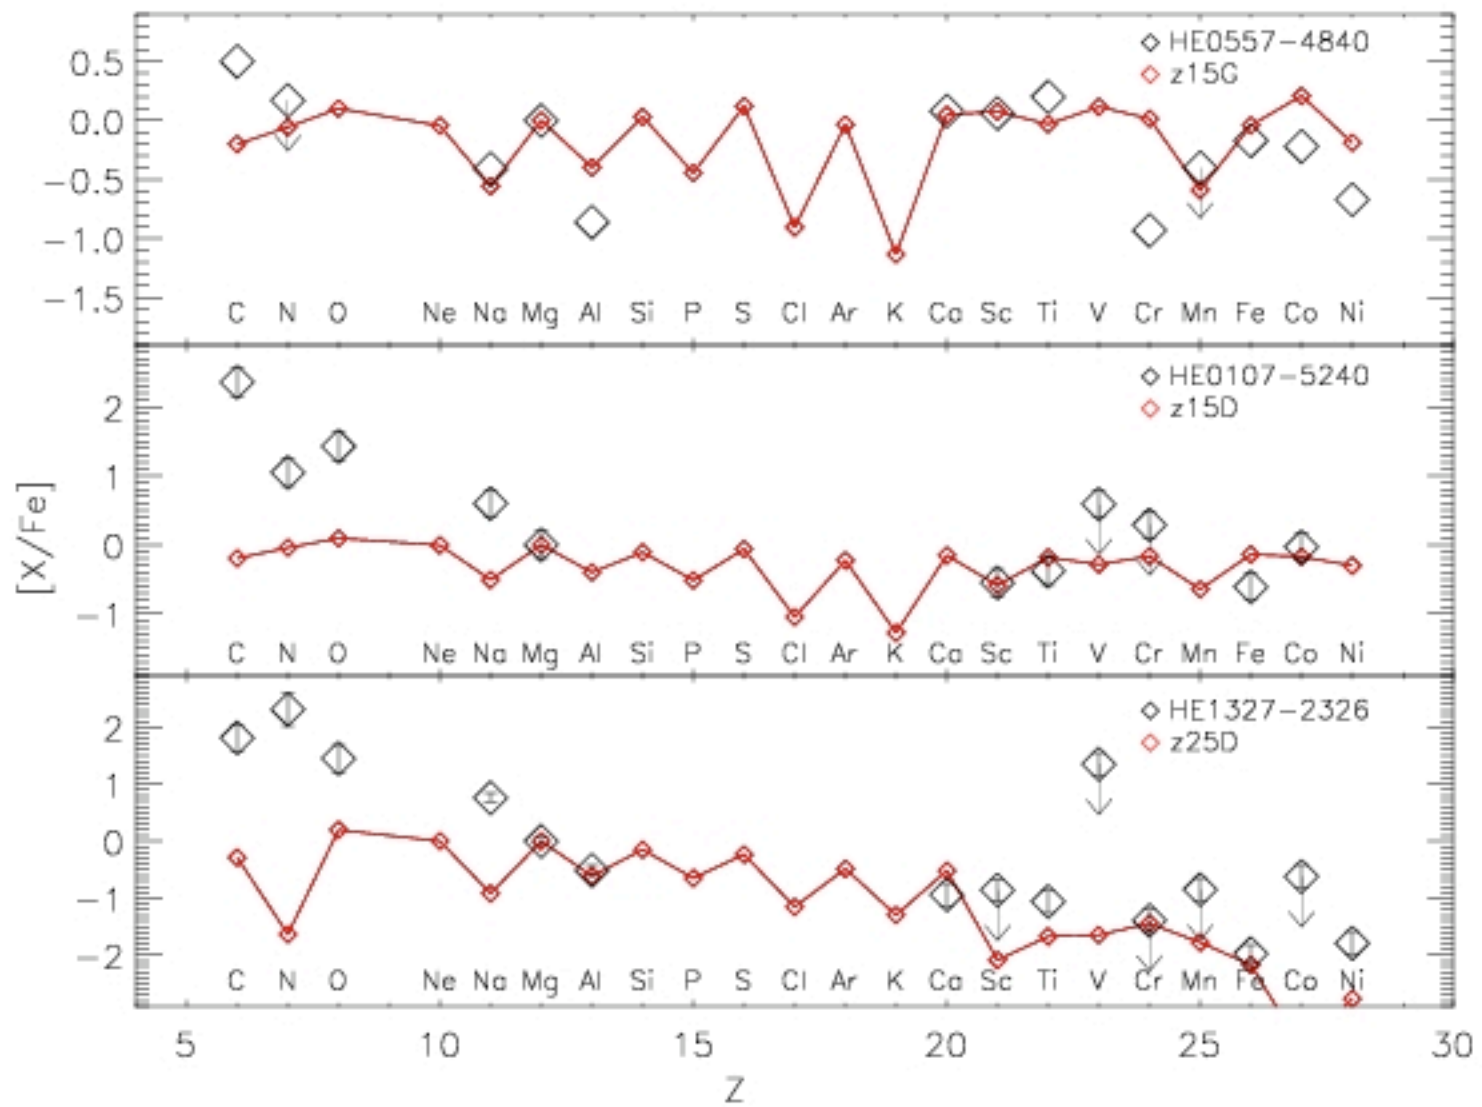 HE0557-4840
z15G
0.5
0.0
-0.5
-1.0
-1.5
C N O Ne Na Mg Al Si P S Cl Ar K Ca Sc Ti V Cr Mn Fe Co Ni
HE0107-5240
z15D
2
1
0
-1
C N O Ne Na Mg Al Si P S Cl Ar K Ca Sc Ti V Cr Mn Fe Co Ni
[X/Fe]
HE1327-2326
z25D
2
1
0
-1
-2
C N O Ne Na Mg Al Si P S Cl Ar K Ca Sc Ti V Cr Mn Fe Co Ni
5 10 15 20 25 30
Z